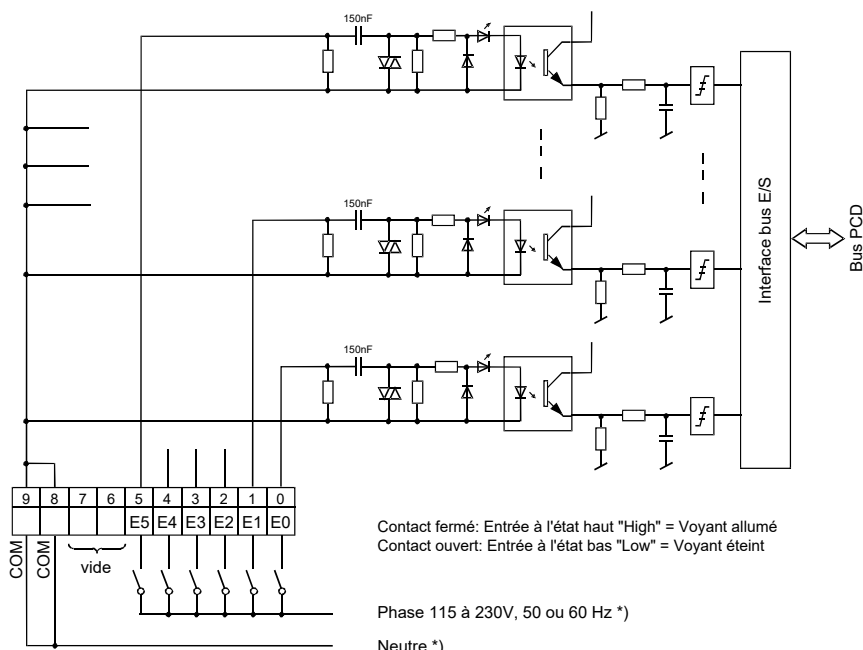 150nF
150nF
150nF
Interface bus E/S
Bus PCD
9 8 7 6 5 4 3 2 1 0
E5 E4 E3 E2 E1 E0
COM
COM
vide
Contact fermé: Entrée à l'état haut "High" = Voyant allumé
Contact ouvert: Entrée à l'état bas "Low" = Voyant éteint
Phase 115 à 230V, 50 ou 60 Hz *)
Neutre *)